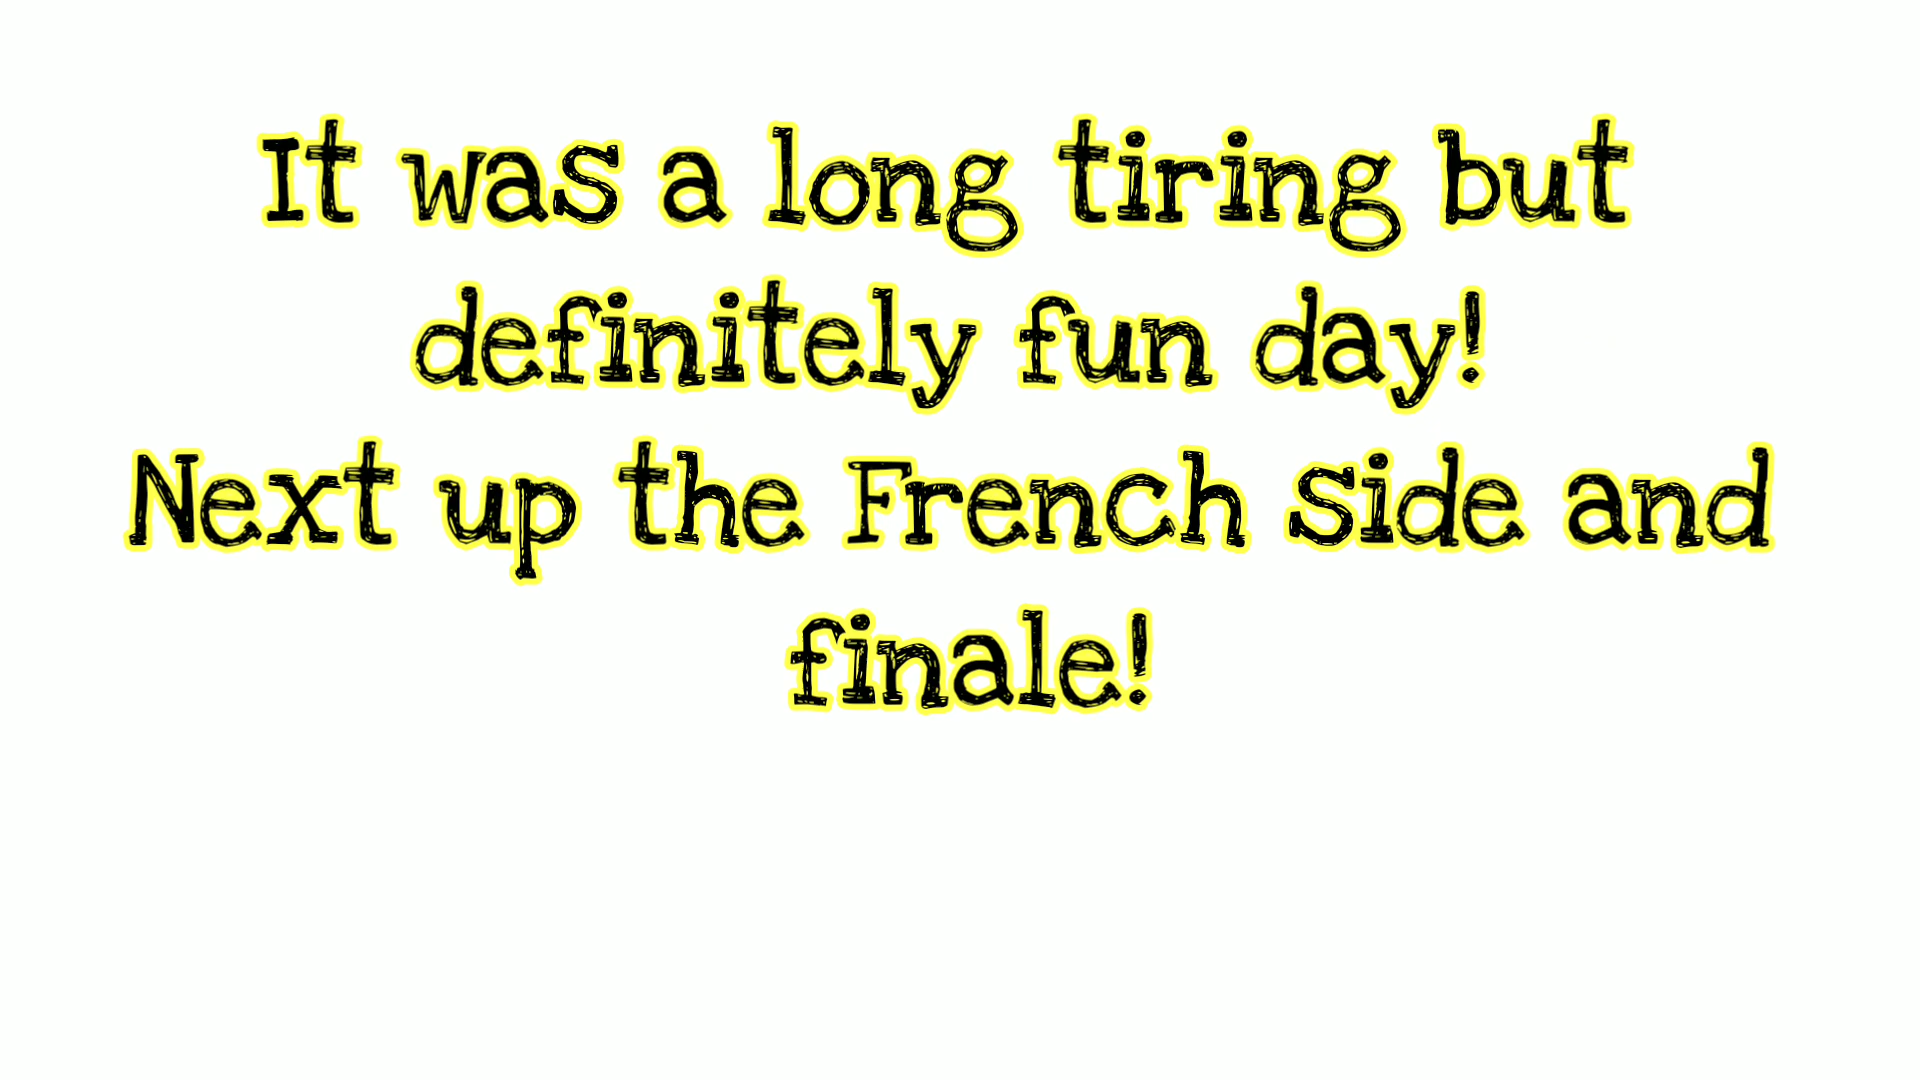 It was a long tiring but
definitely fun day!
Next up the French Side and
finale!